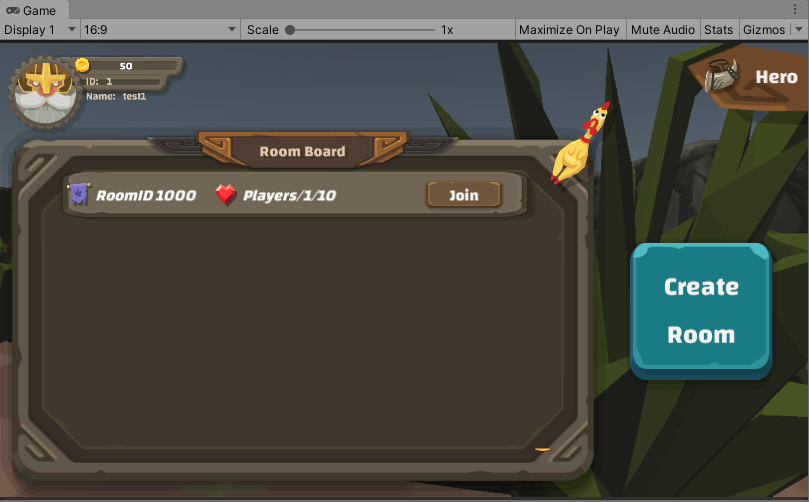 Game
Display 1 16:9 Scale 1x Maximize On Play Mute Audio Stats Gizmos
50
ID: 1
Name: test1
Hero
Room Board
RoomID 1000 Players/1/10 Join
Create
Room